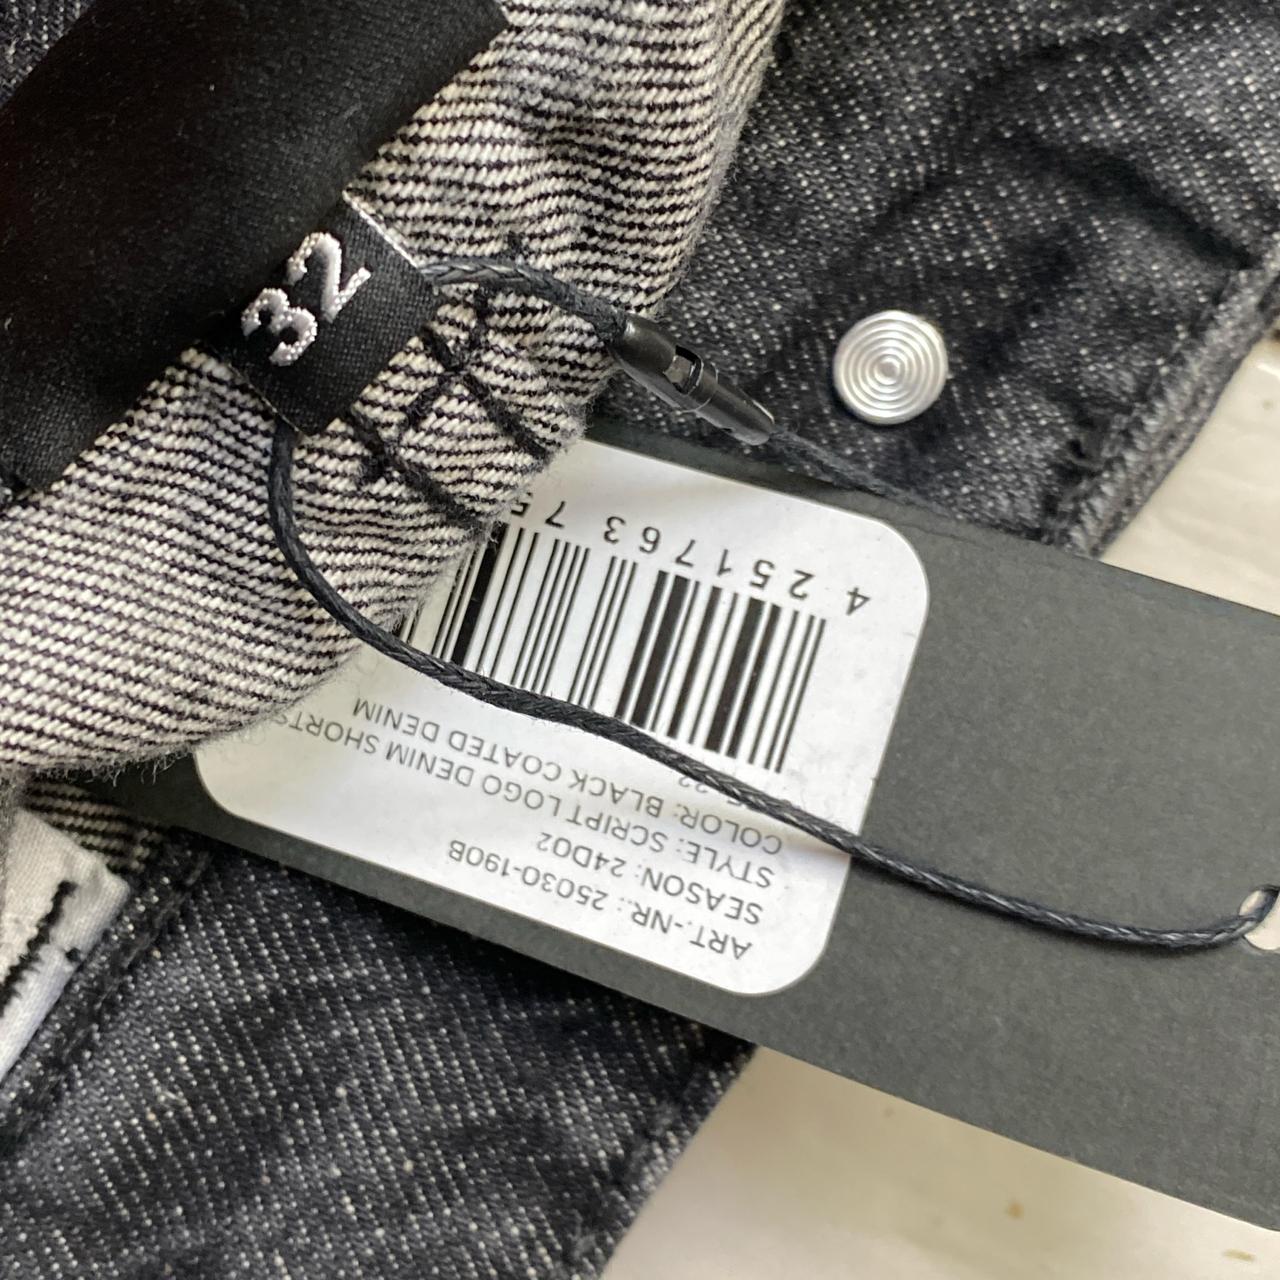 32
ART.-NR.: 25030-190B
SEASON: 24D02
STYLE: SCRIPT LOGO DENIM SHORTS
COLOR: BLACK COATED DENIM
32
4 251763 75